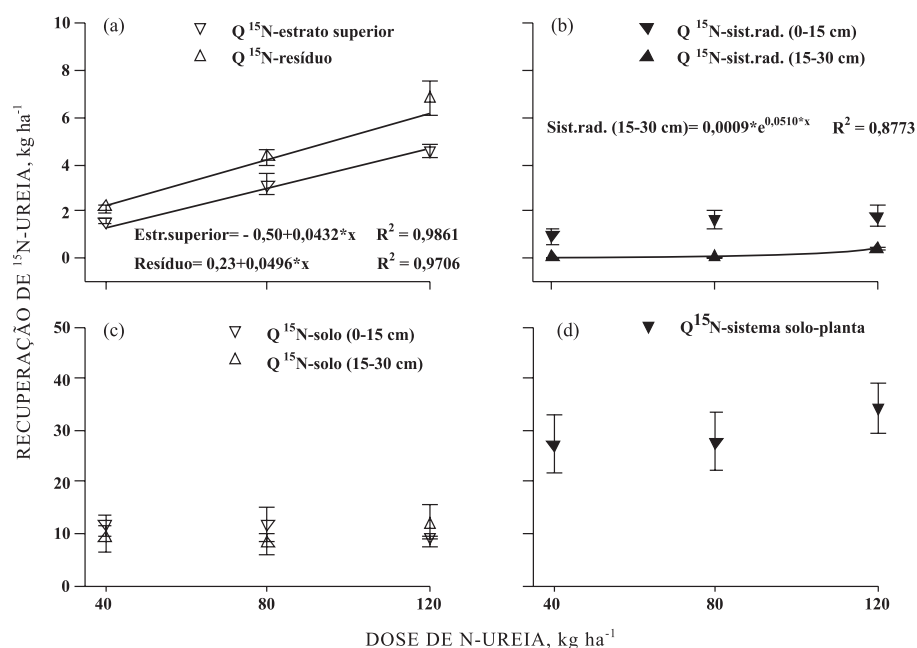 RECUPERAÇÃO DE ¹⁵N-UREIA, kg ha⁻¹
(a)
Q ¹⁵N-estrato superior
Q ¹⁵N-resíduo
10
8
6
4
2
0
Estr.superior= - 0,50+0,0432*x R² = 0,9861
Resíduo= 0,23+0,0496*x R² = 0,9706
(b)
Q ¹⁵N-sist.rad. (0-15 cm)
Q ¹⁵N-sist.rad. (15-30 cm)
Sist.rad. (15-30 cm)= 0,0009*e⁰,⁰⁵¹⁰*ˣ R² = 0,8773
(c)
Q ¹⁵N-solo (0-15 cm)
Q ¹⁵N-solo (15-30 cm)
50
40
30
20
10
0
40 80 120
(d)
Q¹⁵N-sistema solo-planta
40 80 120
DOSE DE N-UREIA, kg ha⁻¹